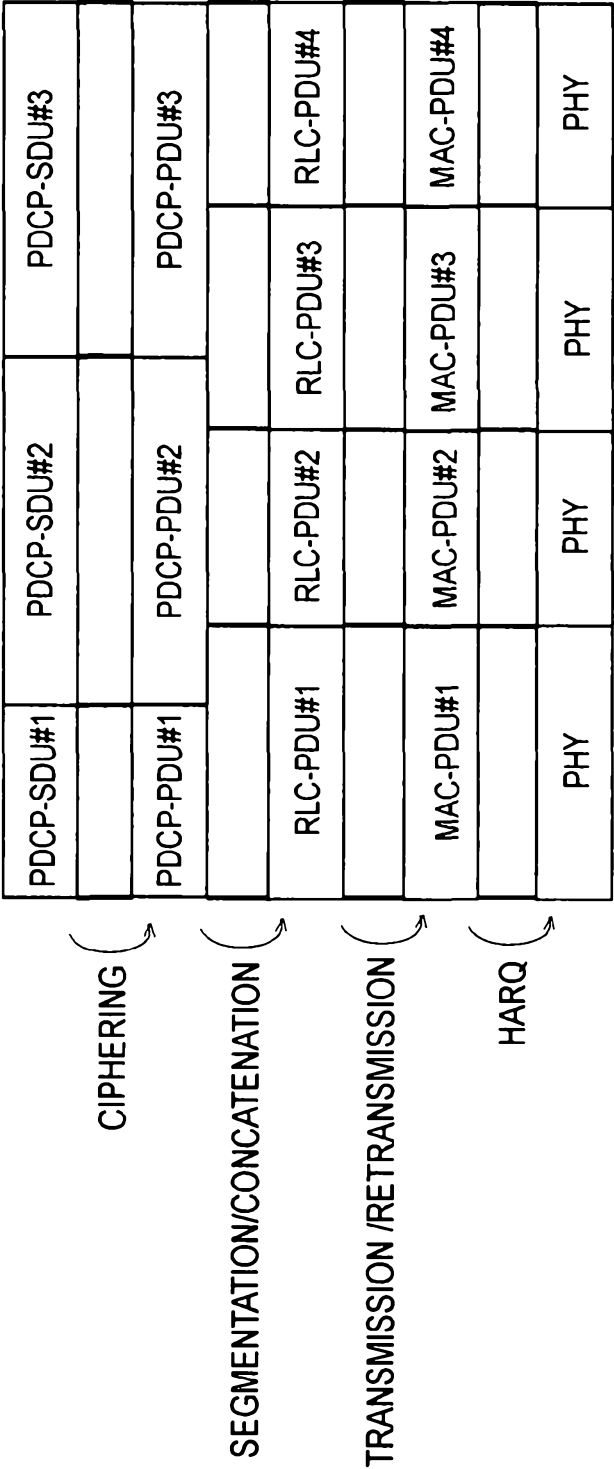 PDCP-SDU#1 PDCP-SDU#2 PDCP-SDU#3
CIPHERING
PDCP-PDU#1 PDCP-PDU#2 PDCP-PDU#3
SEGMENTATION/CONCATENATION
RLC-PDU#1 RLC-PDU#2 RLC-PDU#3 RLC-PDU#4
TRANSMISSION /RETRANSMISSION
MAC-PDU#1 MAC-PDU#2 MAC-PDU#3 MAC-PDU#4
HARQ
PHY PHY PHY PHY